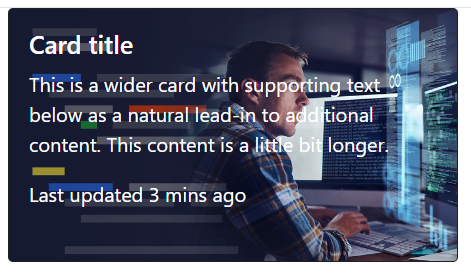 Card title
This is a wider card with supporting text
below as a natural lead-in to additional
content. This content is a little bit longer.
Last updated 3 mins ago